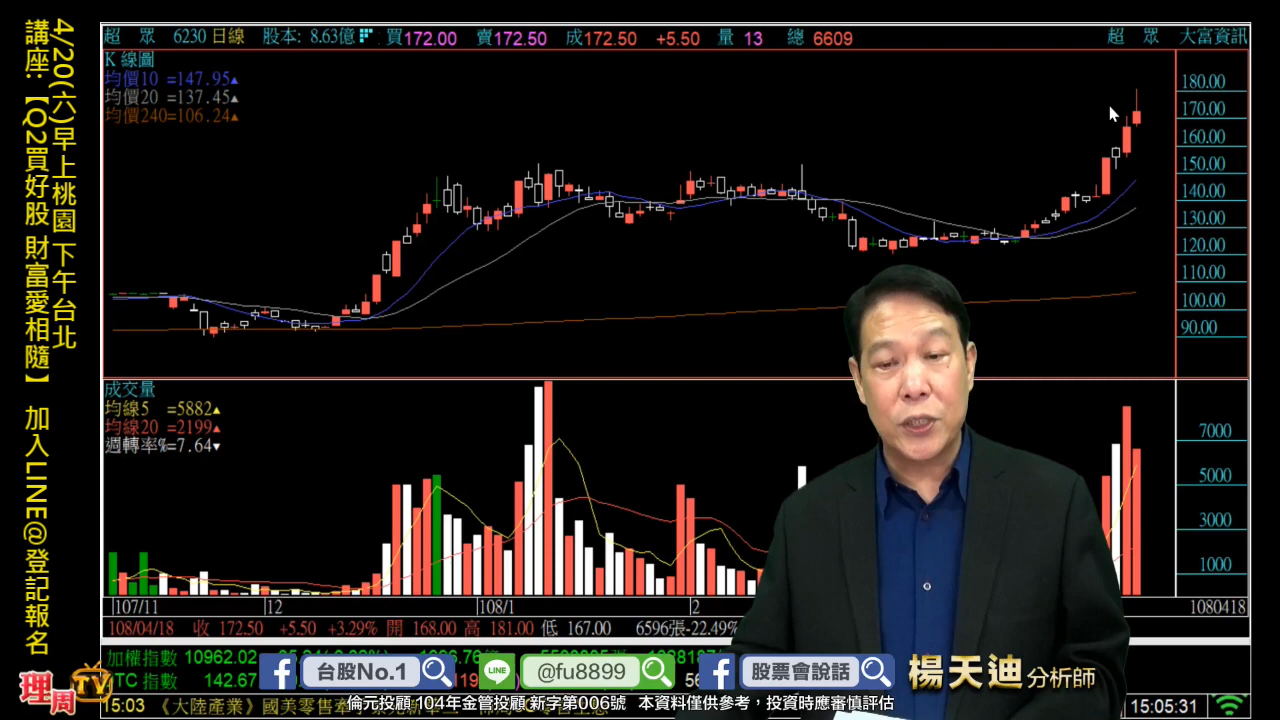 4/20(六)早上桃園 下午台北
講座:【Q2買好股 財富愛相隨】 加入LINE@登記報名
超 眾 6230 日線 股本: 8.63億 買172.00 賣172.50 成172.50 +5.50 量 13 總 6609 超 眾 大富資訊
K 線圖
均價10 =147.95▲
均價20 =137.45▲
均價240=106.24▲
180.00
170.00
160.00
150.00
140.00
130.00
120.00
110.00
100.00
90.00
成交量
均線5 =5882▲
均線20 =2199▲
週轉率%=7.64▼
7000
5000
3000
1000
107/11 12 108/1 2 1080418
108/04/18 收 172.50 +5.50 +3.29% 開 168.00 高 181.00 低 167.00 6596張-22.49%
加權指數 10962.02
TC 指數 142.67
台股No.1
LINE
@fu8899
股票會說話
楊天迪 分析師
理周TV
15:03 《大陸產業》國美零售牽
倫元投顧 104年金管投顧 新字第006號 本資料僅供參考，投資時應審慎評估
15:05:31